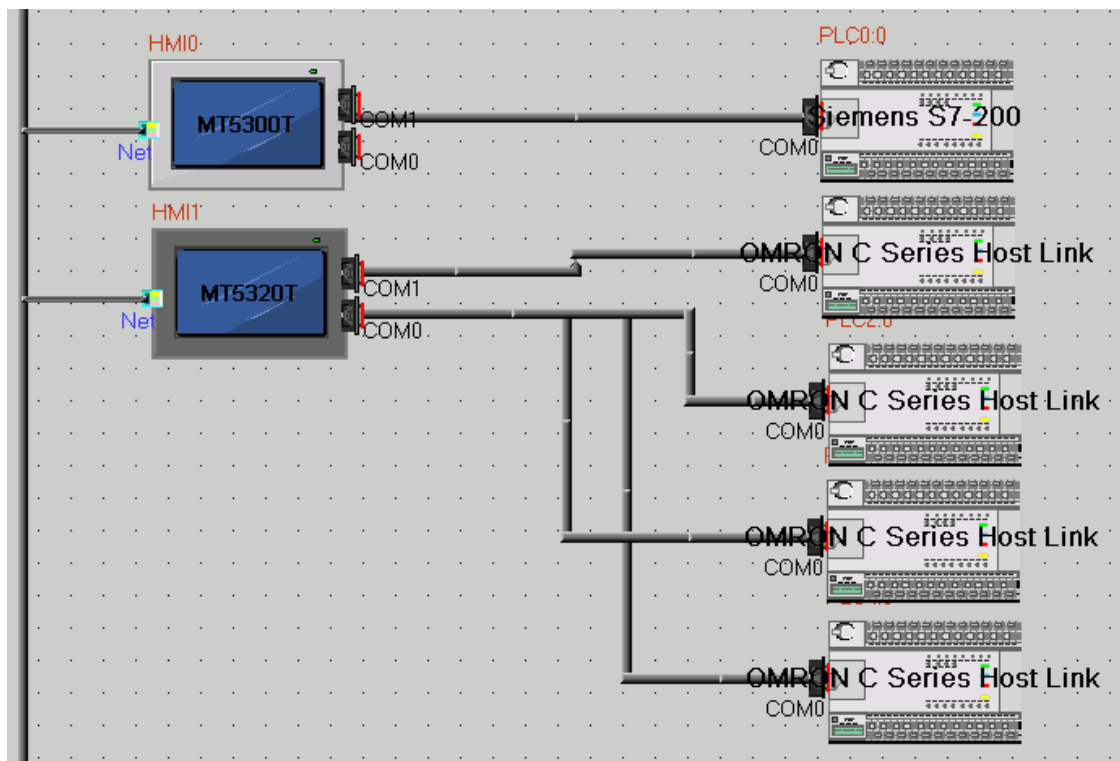 HMI0
PLC0:0
MT5300T
COM1
Siemens S7-200
Net
COM0
COM0
HMI1
OMRON C Series Host Link
MT5320T
COM1
COM0
Net
COM0
PLC2:0
OMRON C Series Host Link
COM0
OMRON C Series Host Link
COM0
OMRON C Series Host Link
COM0